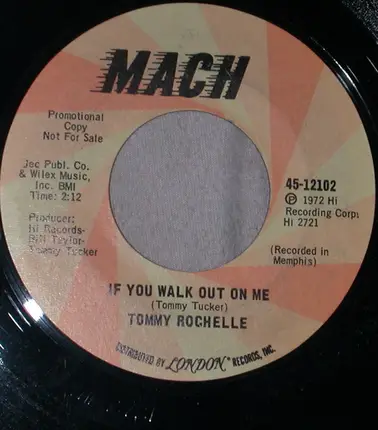 MACH
Promotional
Copy
Not For Sale
Jec Publ. Co.
& Wilex Music,
Inc. BMI
Time: 2:12
Producer:
Hi Records-
Bill Taylor-
Tommy Tucker
45-12102
Ⓟ 1972 Hi
Recording Corp.
Hi 2721
(Recorded in
Memphis)
IF YOU WALK OUT ON ME
(Tommy Tucker)
TOMMY ROCHELLE
DISTRIBUTED BY LONDON RECORDS, INC.